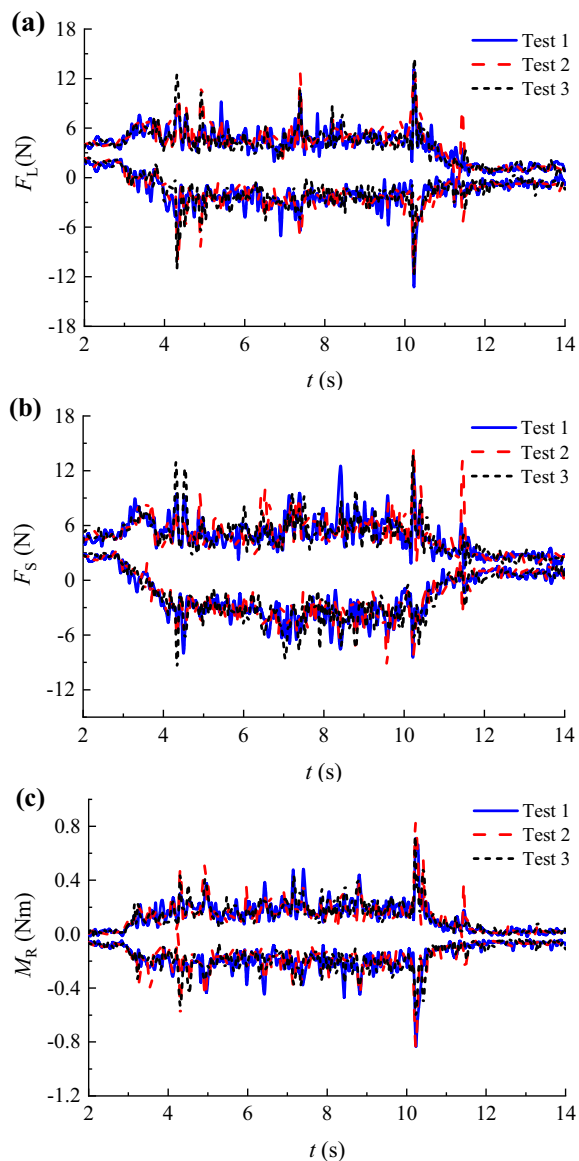 (a)
18
12
6
0
-6
-12
-18
F_L(N)
Test 1
Test 2
Test 3
2 4 6 8 10 12 14
t (s)
(b)
18
12
6
0
-6
-12
F_S (N)
Test 1
Test 2
Test 3
2 4 6 8 10 12 14
t (s)
(c)
0.8
0.4
0.0
-0.4
-0.8
-1.2
M_R (Nm)
Test 1
Test 2
Test 3
2 4 6 8 10 12 14
t (s)